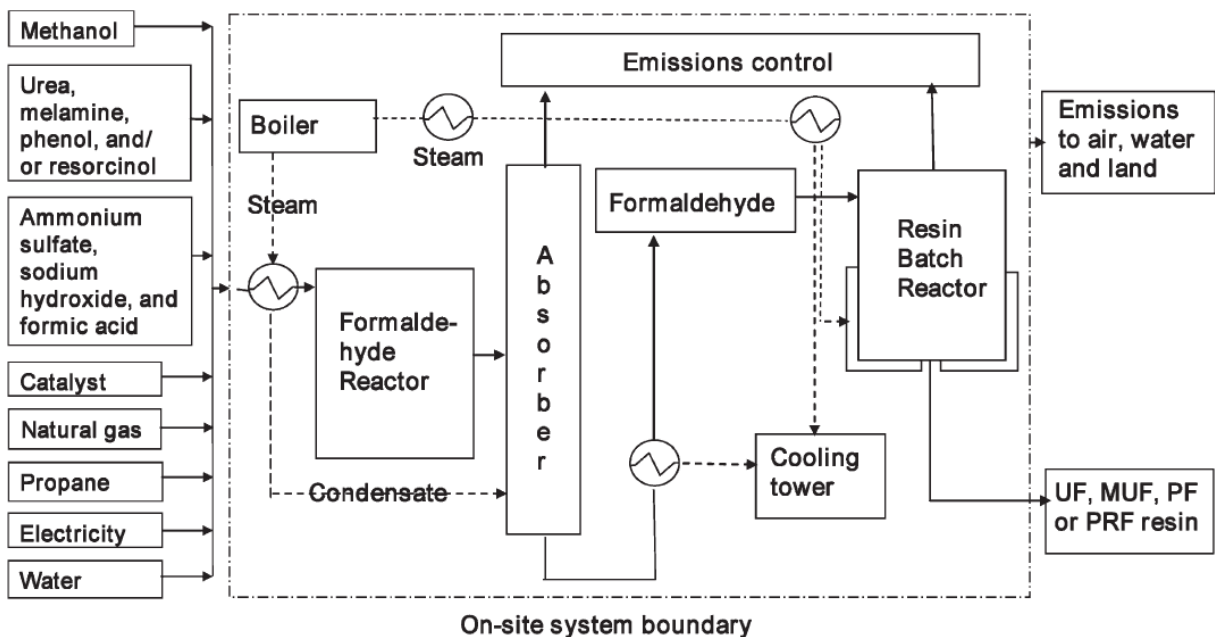 Methanol
Urea,
melamine,
phenol, and/
or resorcinol
Ammonium
sulfate,
sodium
hydroxide, and
formic acid
Catalyst
Natural gas
Propane
Electricity
Water
Emissions control
Boiler
Steam
Steam
Formalde-
hyde
Reactor
Condensate
Absorber
Formaldehyde
Resin
Batch
Reactor
Cooling
tower
Emissions
to air, water
and land
UF, MUF, PF
or PRF resin
On-site system boundary